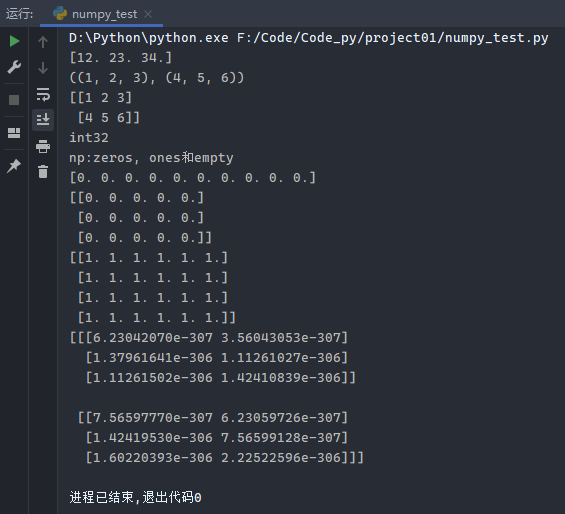 运行: numpy_test
D:\Python\python.exe F:/Code/Code_py/project01/numpy_test.py
[12. 23. 34.]
((1, 2, 3), (4, 5, 6))
[[1 2 3]
 [4 5 6]]
int32
np:zeros, ones和empty
[0. 0. 0. 0. 0. 0. 0. 0. 0. 0.]
[[0. 0. 0. 0. 0.]
 [0. 0. 0. 0. 0.]
 [0. 0. 0. 0. 0.]]
[[1. 1. 1. 1. 1. 1.]
 [1. 1. 1. 1. 1. 1.]
 [1. 1. 1. 1. 1. 1.]
 [1. 1. 1. 1. 1. 1.]]
[[[6.23042070e-307 3.56043053e-307]
  [1.37961641e-306 1.11261027e-306]
  [1.11261502e-306 1.42410839e-306]]

 [[7.56597770e-307 6.23059726e-307]
  [1.42419530e-306 7.56599128e-307]
  [1.60220393e-306 2.22522596e-306]]]

进程已结束,退出代码0